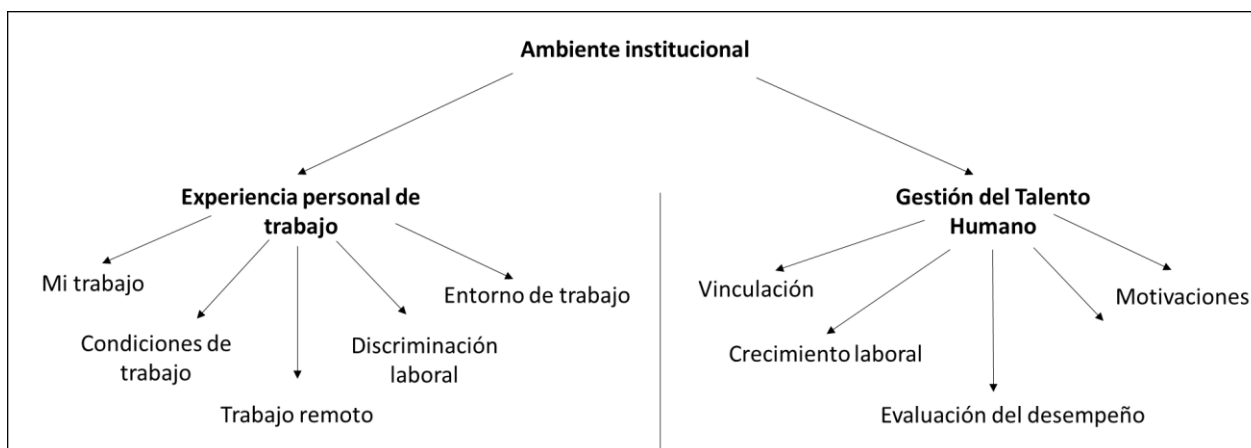 Ambiente institucional
Experiencia personal de
trabajo
Mi trabajo
Condiciones de
trabajo
Trabajo remoto
Discriminación
laboral
Entorno de trabajo
Gestión del Talento
Humano
Vinculación
Crecimiento laboral
Evaluación del desempeño
Motivaciones